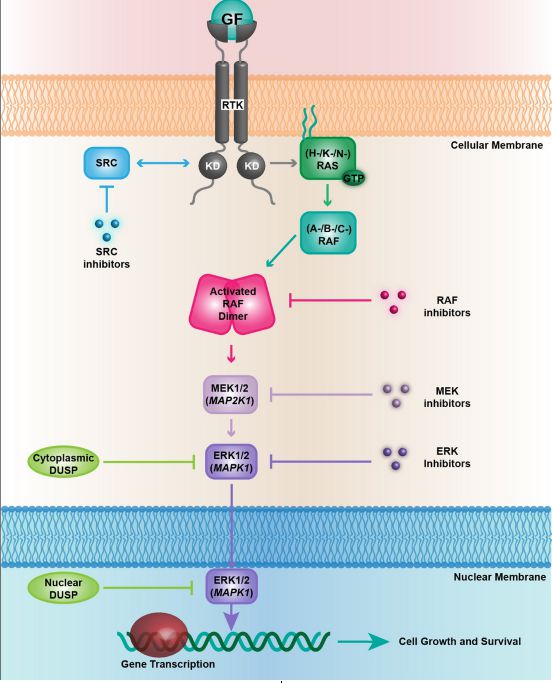 GF
RTK
Cellular Membrane
SRC
KD
KD
(H-/K-/N-)
RAS
GTP
SRC
inhibitors
(A-/B-/C-)
RAF
Activated
RAF
Dimer
RAF
inhibitors
MEK1/2
(MAP2K1)
MEK
inhibitors
Cytoplasmic
DUSP
ERK1/2
(MAPK1)
ERK
Inhibitors
Nuclear Membrane
Nuclear
DUSP
ERK1/2
(MAPK1)
Gene Transcription
Cell Growth and Survival